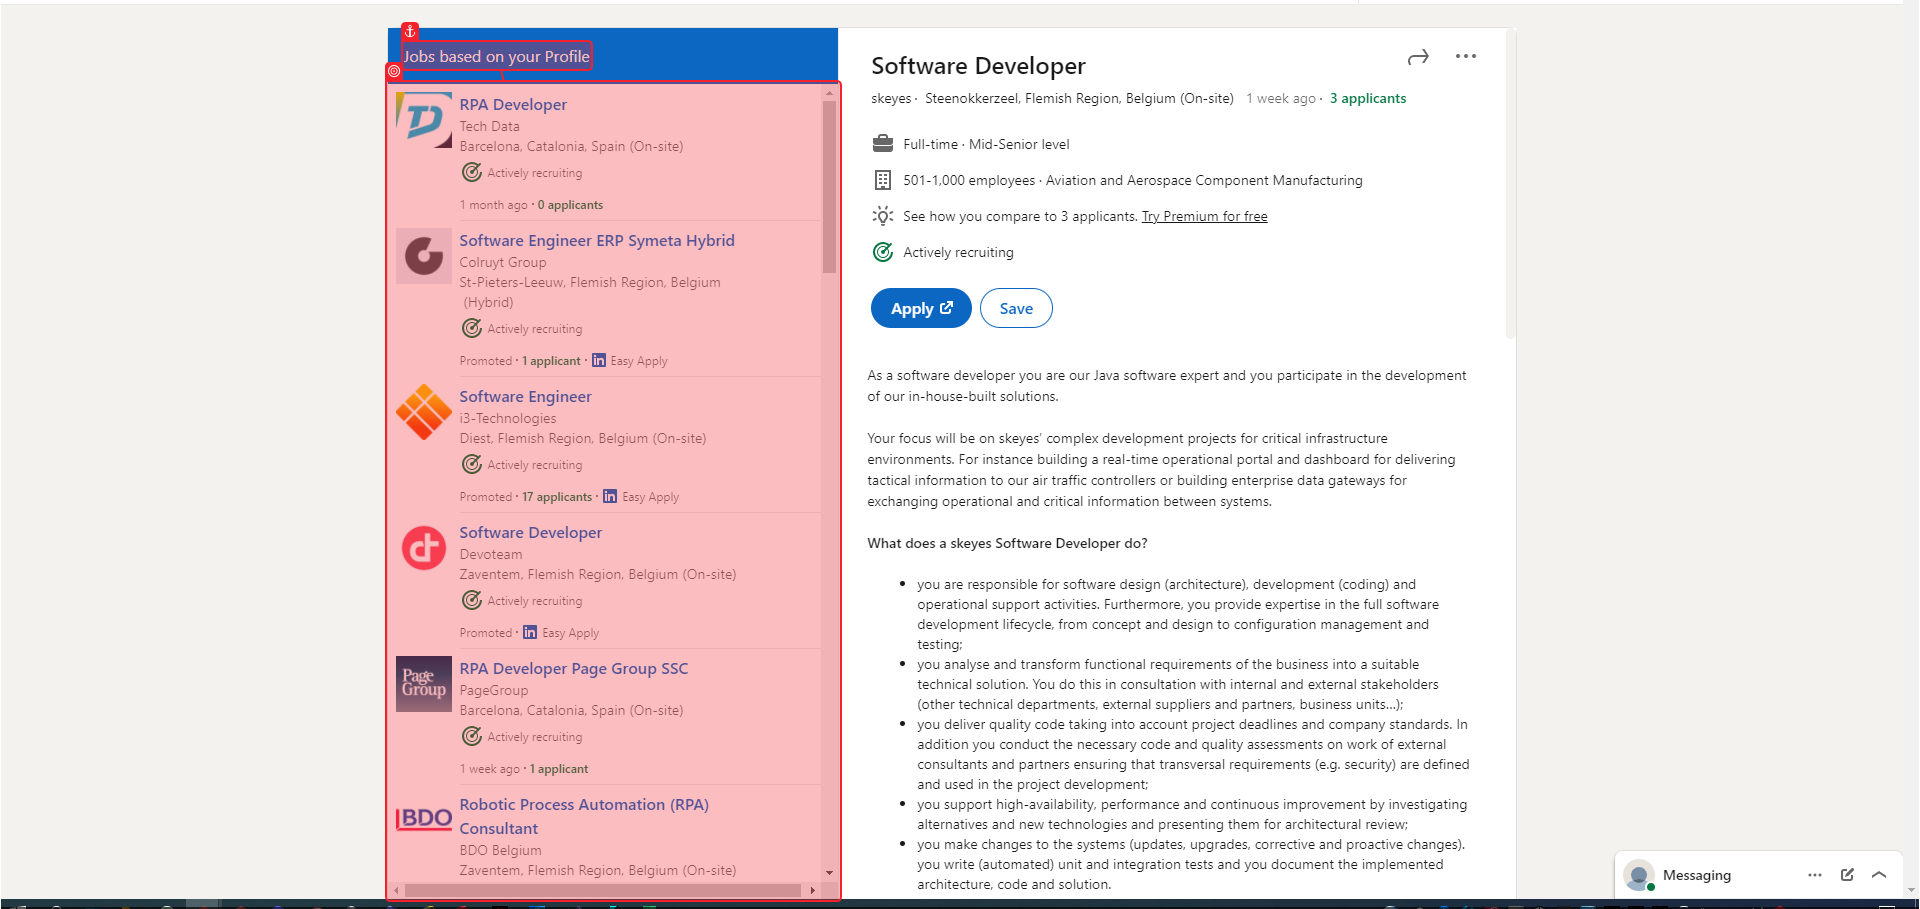 Jobs based on your Profile
TD
RPA Developer
Tech Data
Barcelona, Catalonia, Spain (On-site)
Actively recruiting
1 month ago · 0 applicants
Software Engineer ERP Symeta Hybrid
Colruyt Group
St-Pieters-Leeuw, Flemish Region, Belgium
(Hybrid)
Actively recruiting
Promoted · 1 applicant · in Easy Apply
Software Engineer
i3-Technologies
Diest, Flemish Region, Belgium (On-site)
Actively recruiting
Promoted · 17 applicants · in Easy Apply
Software Developer
Devoteam
Zaventem, Flemish Region, Belgium (On-site)
Actively recruiting
Promoted · in Easy Apply
Page
Group
RPA Developer Page Group SSC
PageGroup
Barcelona, Catalonia, Spain (On-site)
Actively recruiting
1 week ago · 1 applicant
BDO
Robotic Process Automation (RPA)
Consultant
BDO Belgium
Zaventem, Flemish Region, Belgium (On-site)
Software Developer
skeyes · Steenokkerzeel, Flemish Region, Belgium (On-site) 1 week ago · 3 applicants
Full-time · Mid-Senior level
501-1,000 employees · Aviation and Aerospace Component Manufacturing
See how you compare to 3 applicants. Try Premium for free
Actively recruiting
Apply
Save
As a software developer you are our Java software expert and you participate in the development
of our in-house-built solutions.
Your focus will be on skeyes’ complex development projects for critical infrastructure
environments. For instance building a real-time operational portal and dashboard for delivering
tactical information to our air traffic controllers or building enterprise data gateways for
exchanging operational and critical information between systems.
What does a skeyes Software Developer do?
• you are responsible for software design (architecture), development (coding) and
operational support activities. Furthermore, you provide expertise in the full software
development lifecycle, from concept and design to configuration management and
testing;
• you analyse and transform functional requirements of the business into a suitable
technical solution. You do this in consultation with internal and external stakeholders
(other technical departments, external suppliers and partners, business units...);
• you deliver quality code taking into account project deadlines and company standards. In
addition you conduct the necessary code and quality assessments on work of external
consultants and partners ensuring that transversal requirements (e.g. security) are defined
and used in the project development;
• you support high-availability, performance and continuous improvement by investigating
alternatives and new technologies and presenting them for architectural review;
• you make changes to the systems (updates, upgrades, corrective and proactive changes).
you write (automated) unit and integration tests and you document the implemented
architecture, code and solution.
Messaging